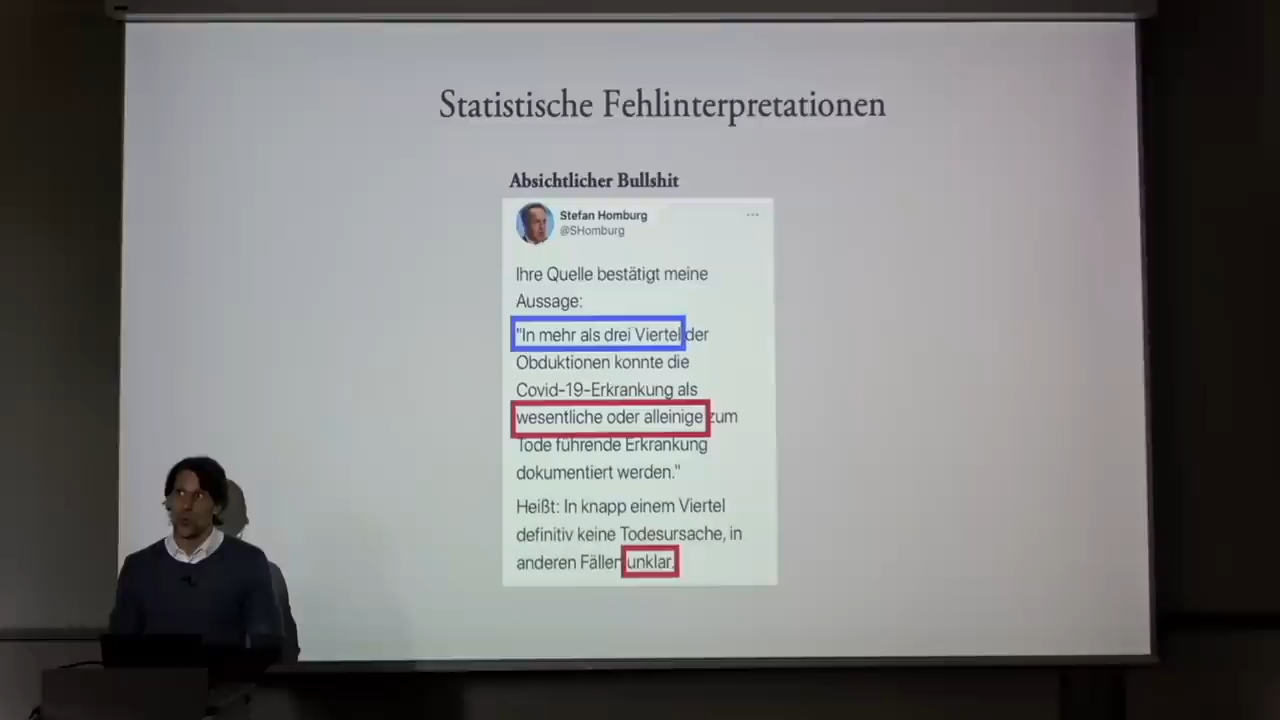 Statistische Fehlinterpretationen
Absichtlicher Bullshit
Stefan Homburg
@SHomburg
Ihre Quelle bestätigt meine
Aussage:
"In mehr als drei Viertel der
Obduktionen konnte die
Covid-19-Erkrankung als
wesentliche oder alleinige zum
Tode führende Erkrankung
dokumentiert werden."
Heißt: In knapp einem Viertel
definitiv keine Todesursache, in
anderen Fällen unklar.